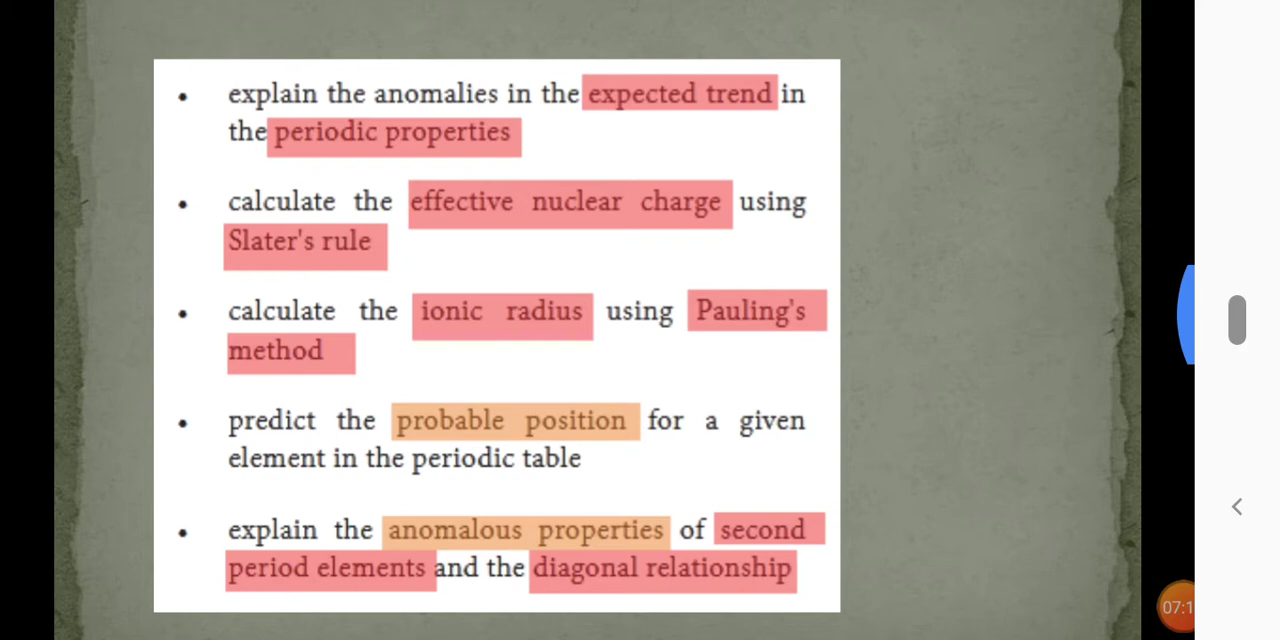 • explain the anomalies in the expected trend in
the periodic properties
• calculate the effective nuclear charge using
Slater's rule
• calculate the ionic radius using Pauling's
method
• predict the probable position for a given
element in the periodic table
• explain the anomalous properties of second
period elements and the diagonal relationship
07:1